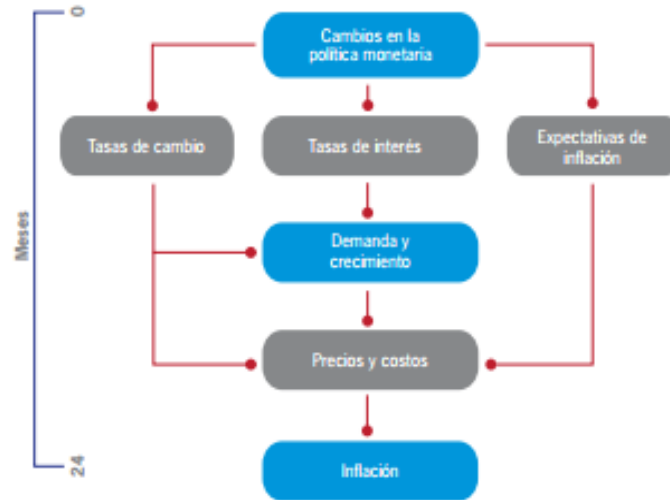 0
Cambios en la
política monetaria
Tasas de cambio
Tasas de interés
Expectativas de
inflación
Meses
Demanda y
crecimiento
Precios y costos
24
Inflación